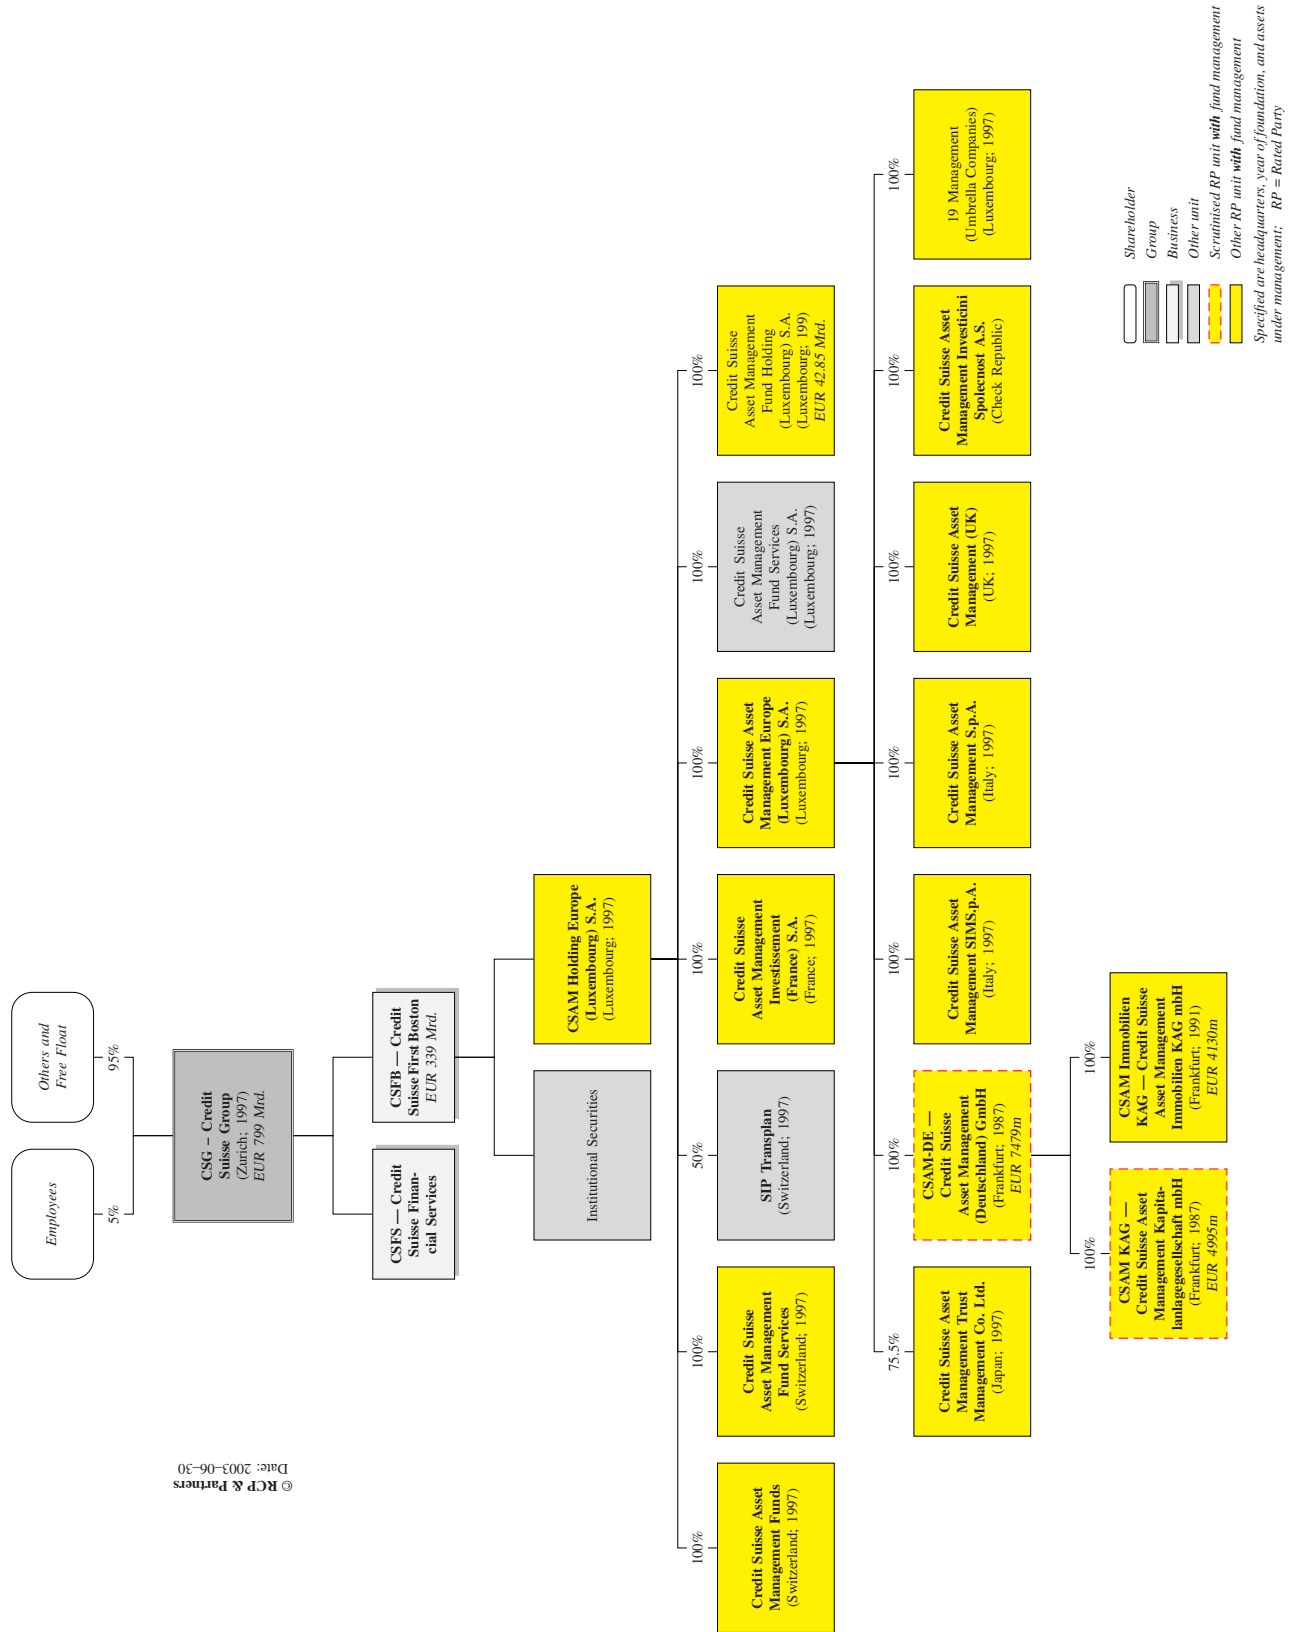 Employees
Others and
Free Float
5%
95%
CSG – Credit
Suisse Group
(Zurich; 1997)
EUR 799 Mrd.
© RCP & Partners
Date: 2003–06–30
CSFS — Credit
Suisse Finan-
cial Services
CSFB — Credit
Suisse First Boston
EUR 339 Mrd.
Institutional Securities
CSAM Holding Europe
(Luxembourg) S.A.
(Luxembourg; 1997)
100%
100%
50%
100%
100%
100%
100%
Credit Suisse Asset
Management Funds
(Switzerland; 1997)
Credit Suisse
Asset Management
Fund Services
(Switzerland; 1997)
SIP Transplan
(Switzerland; 1997)
Credit Suisse
Asset Management
Investissement
(France) S.A.
(France; 1997)
Credit Suisse Asset
Management Europe
(Luxembourg) S.A.
(Luxembourg; 1997)
Credit Suisse
Asset Management
Fund Services
(Luxembourg) S.A.
(Luxembourg; 1997)
Credit Suisse
Asset Management
Fund Holding
(Luxembourg) S.A.
(Luxembourg; 199)
EUR 42.85 Mrd.
75.5%
100%
100%
100%
100%
100%
100%
Credit Suisse Asset
Management Trust
Management Co. Ltd.
(Japan; 1997)
CSAM-DE —
Credit Suisse
Asset Management
(Deutschland) GmbH
(Frankfurt; 1987)
EUR 7479m
Credit Suisse Asset
Management SIMS.p.A.
(Italy; 1997)
Credit Suisse Asset
Management S.p.A.
(Italy; 1997)
Credit Suisse Asset
Management (UK)
(UK; 1997)
Credit Suisse Asset
Management Investicini
Spolecnost A.S.
(Check Republic)
19 Management
(Umbrella Companies)
(Luxembourg; 1997)
100%
100%
CSAM KAG —
Credit Suisse Asset
Management Kapita-
lanlagegesellschaft mbH
(Frankfurt; 1987)
EUR 4995m
CSAM Immobilien
KAG — Credit Suisse
Asset Management
Immobilien KAG mbH
(Frankfurt; 1991)
EUR 4130m
Shareholder
Group
Business
Other unit
Scrutinised RP unit with fund management
Other RP unit with fund management
Specified are headquarters, year of foundation, and assets
under management; RP = Rated Party